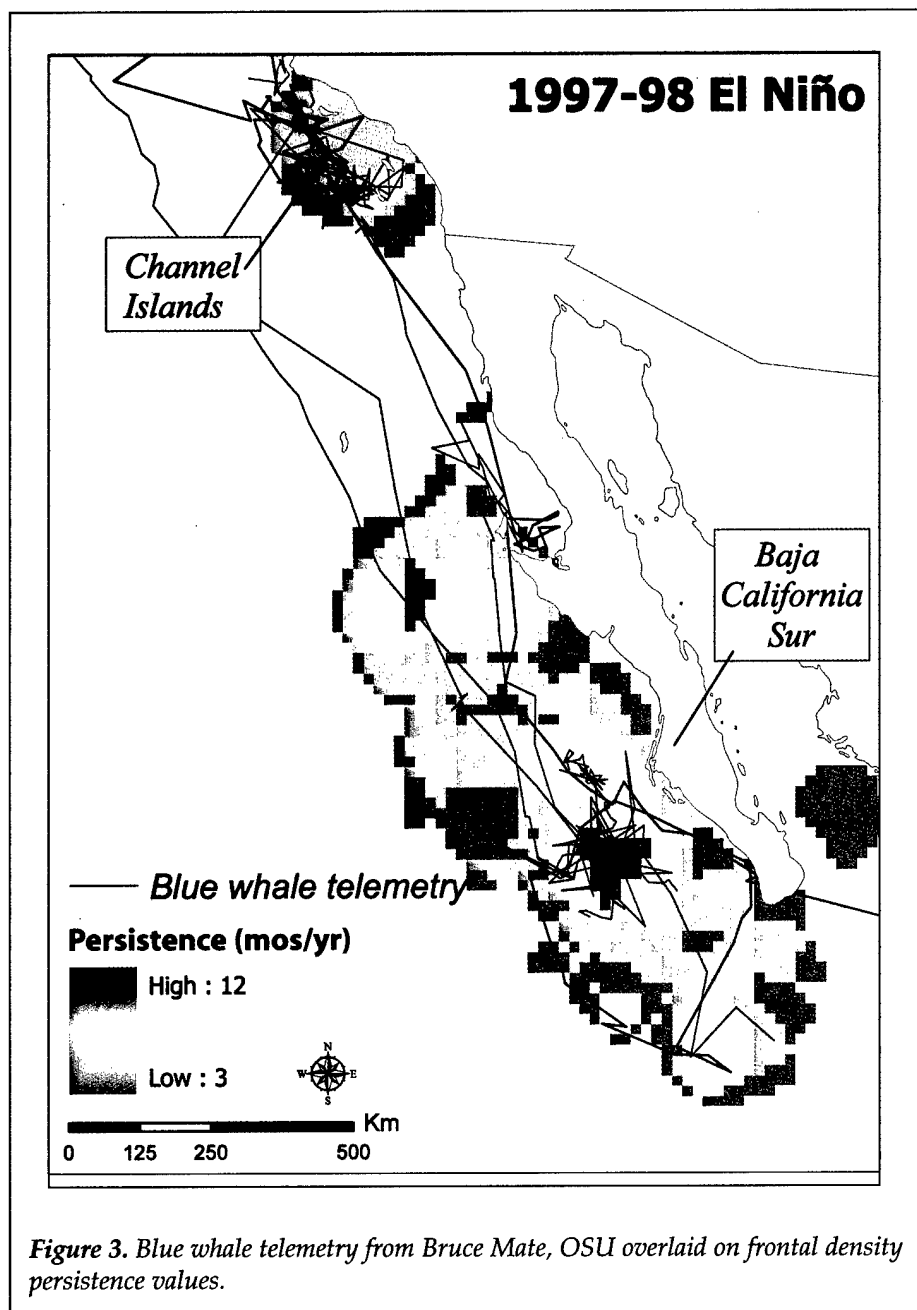 1997-98 El Niño
Channel
Islands
Baja
California
Sur
Blue whale telemetry
Persistence (mos/yr)
High : 12
Low : 3
N
W E
S
Km
0 125 250 500
Figure 3. Blue whale telemetry from Bruce Mate, OSU overlaid on frontal density
persistence values.